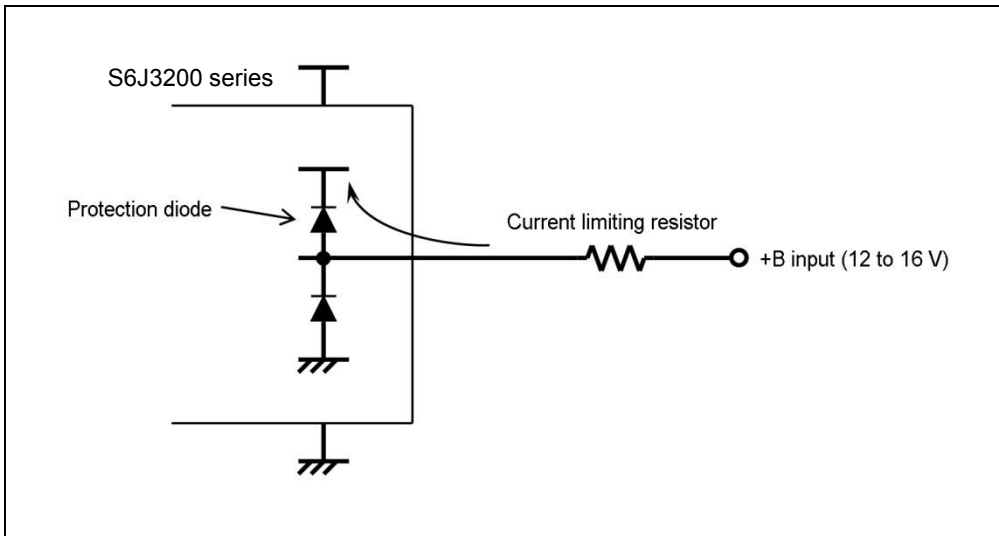 S6J3200 series
Protection diode
Current limiting resistor
+B input (12 to 16 V)